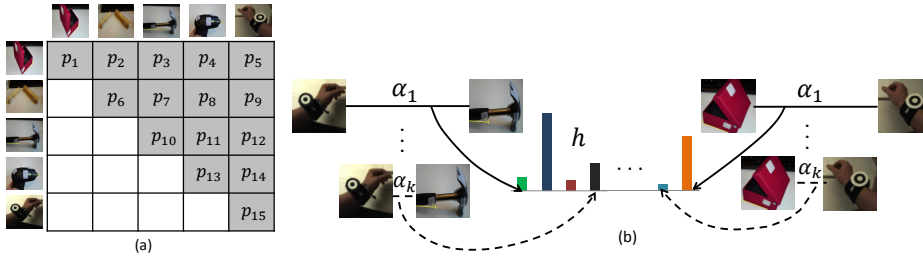 p₁ p₂ p₃ p₄ p₅
p₆ p₇ p₈ p₉
p₁₀ p₁₁ p₁₂
p₁₃ p₁₄
p₁₅
(a)
α₁ α₁
h
⋮ . . . ⋮
αₖ αₖ
(b)